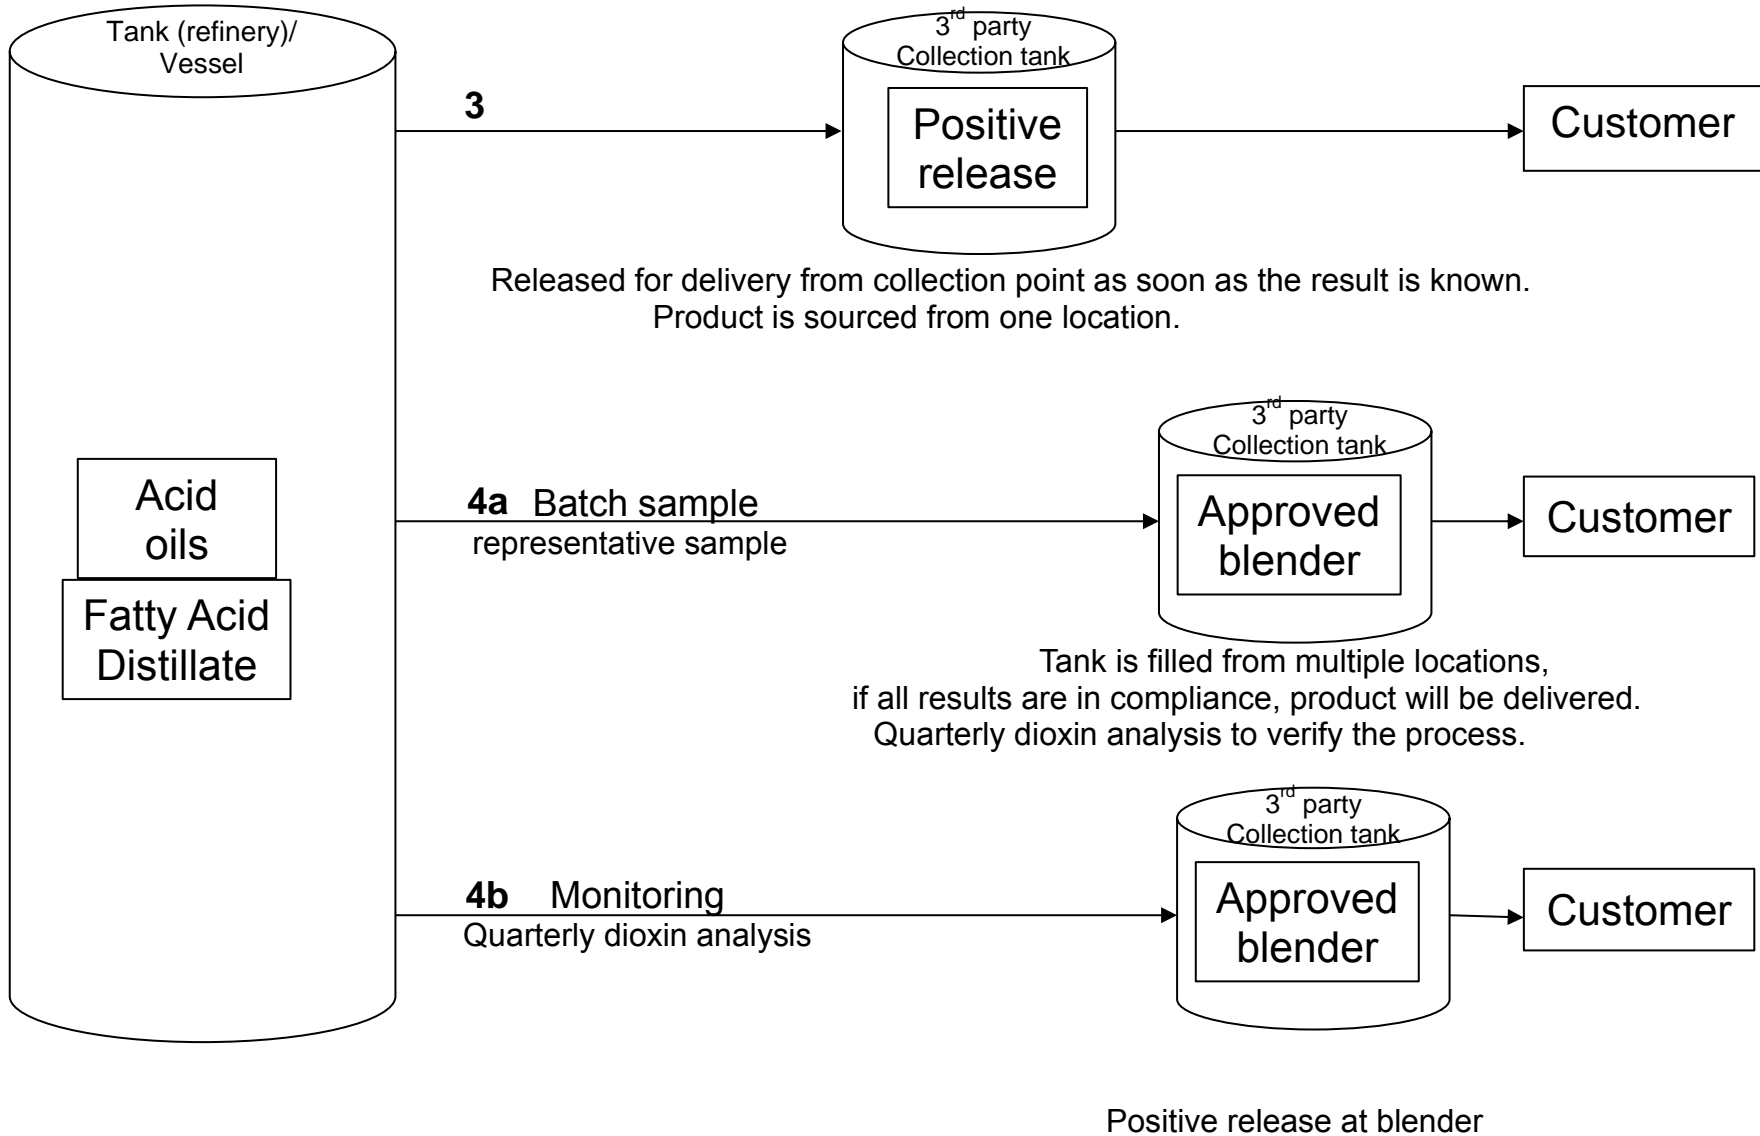 Tank (refinery)/
Vessel
3rd party
Collection tank
3
Positive
release
Customer
Released for delivery from collection point as soon as the result is known.
Product is sourced from one location.
3rd party
Collection tank
Acid
oils
4a Batch sample
representative sample
Approved
blender
Customer
Fatty Acid
Distillate
Tank is filled from multiple locations,
if all results are in compliance, product will be delivered.
Quarterly dioxin analysis to verify the process.
3rd party
Collection tank
4b Monitoring
Quarterly dioxin analysis
Approved
blender
Customer
Positive release at blender